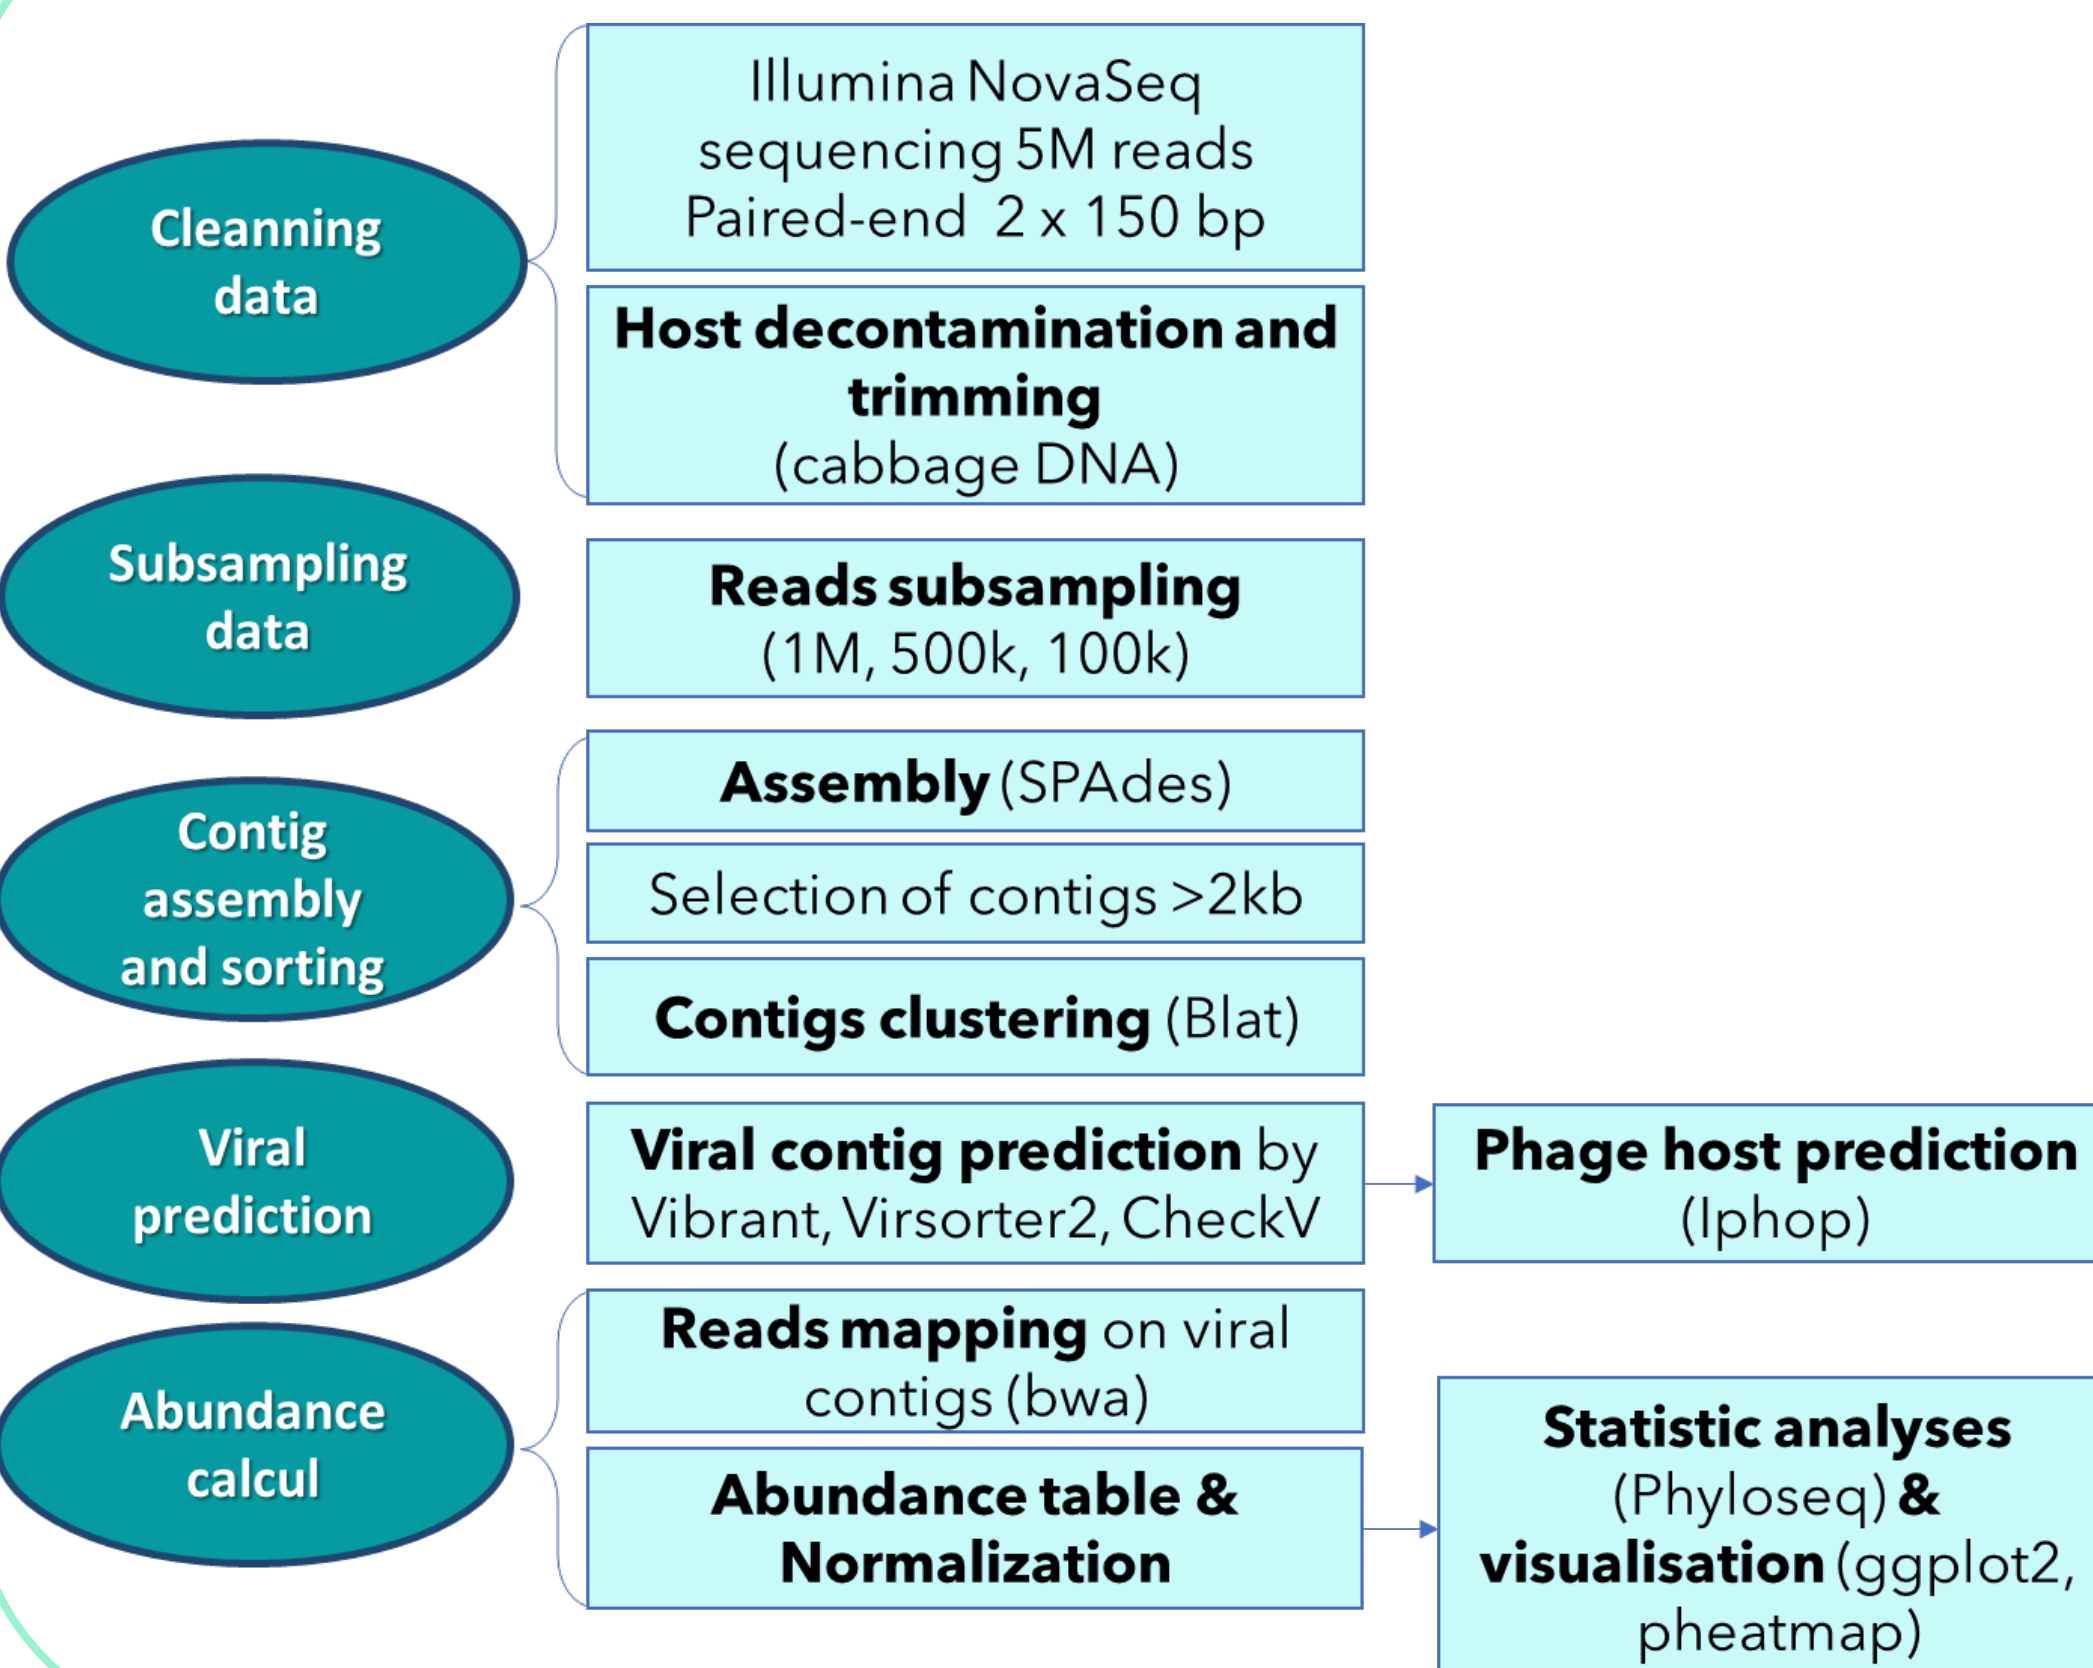 Cleanning
data
Illumina NovaSeq
sequencing 5M reads
Paired-end 2 x 150 bp
Host decontamination and
trimming
(cabbage DNA)
Subsampling
data
Reads subsampling
(1M, 500k, 100k)
Contig
assembly
and sorting
Assembly (SPAdes)
Selection of contigs >2kb
Contigs clustering (Blat)
Viral
prediction
Viral contig prediction by
Vibrant, Virsorter2, CheckV
Phage host prediction
(Iphop)
Abundance
calcul
Reads mapping on viral
contigs (bwa)
Abundance table &
Normalization
Statistic analyses
(Phyloseq) &
visualisation (ggplot2,
pheatmap)